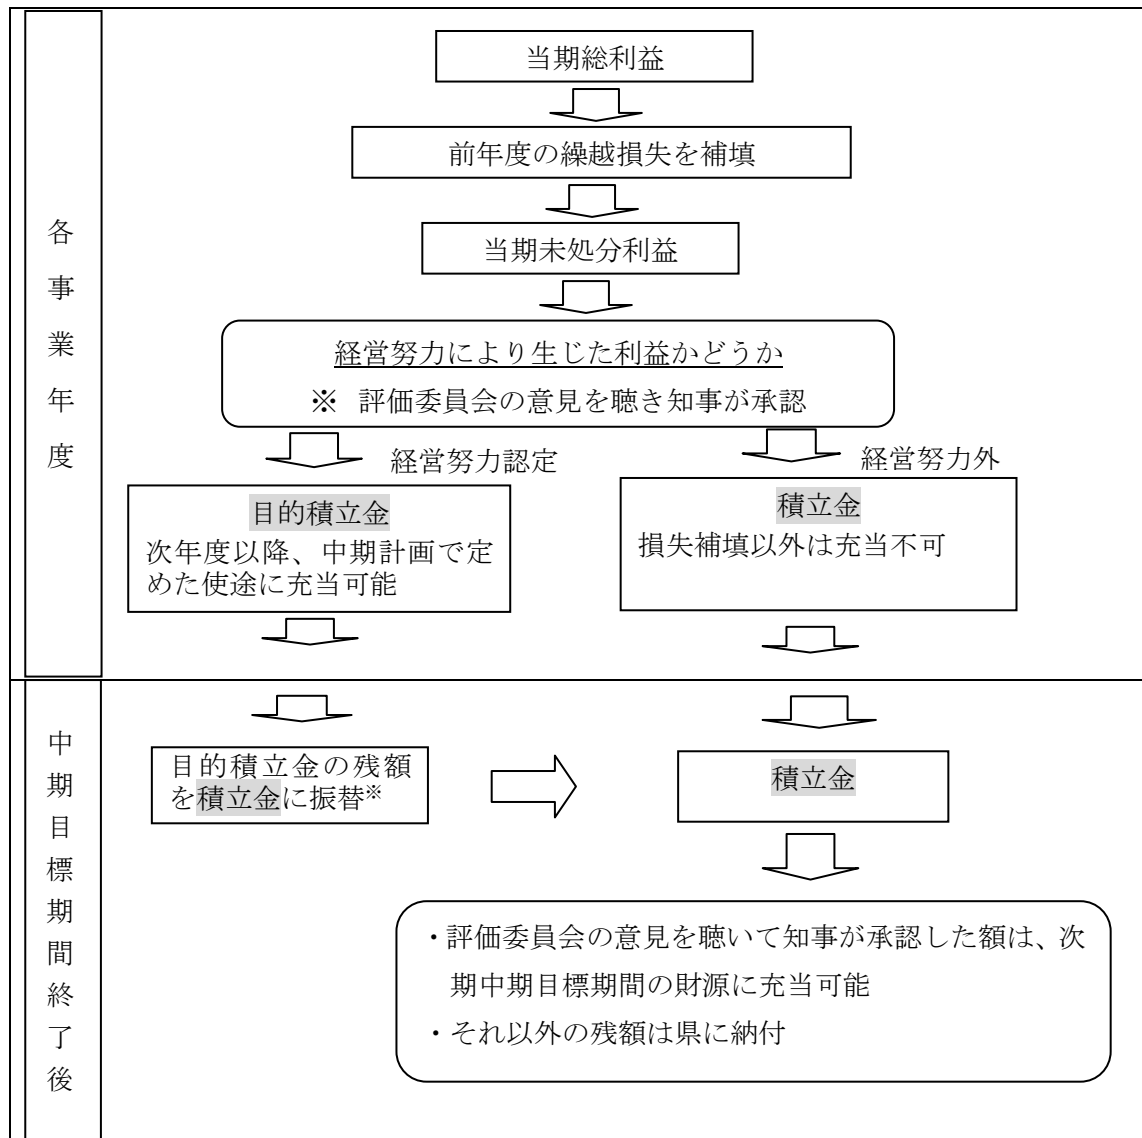 各事業年度
当期総利益
前年度の繰越損失を補填
当期未処分利益
経営努力により生じた利益かどうか
※ 評価委員会の意見を聴き知事が承認
経営努力認定
経営努力外
目的積立金
次年度以降、中期計画で定
めた使途に充当可能
積立金
損失補填以外は充当不可
中期目標期間終了後
目的積立金の残額
を積立金に振替※
積立金
・評価委員会の意見を聴いて知事が承認した額は、次
期中期目標期間の財源に充当可能
・それ以外の残額は県に納付